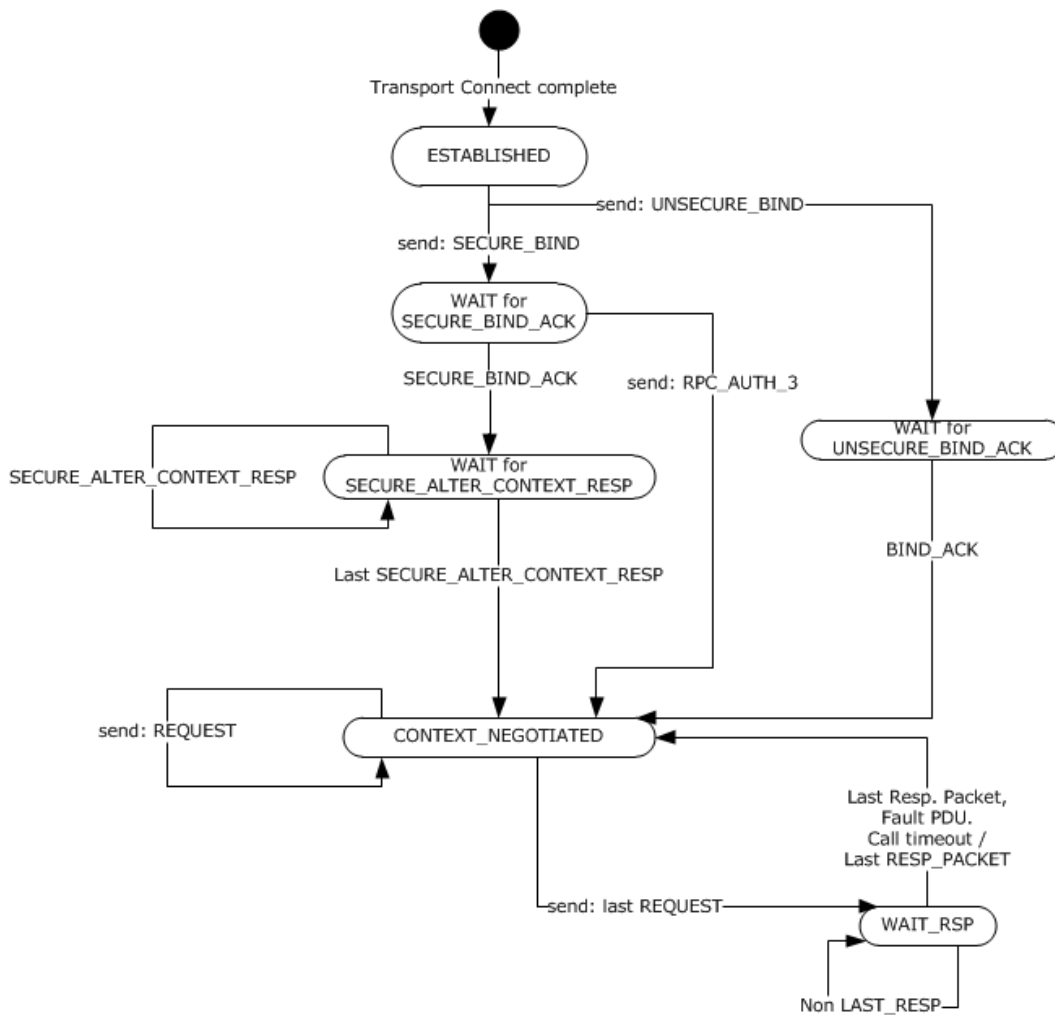 Transport Connect complete
ESTABLISHED
send: UNSECURE_BIND
send: SECURE_BIND
WAIT for
SECURE_BIND_ACK
SECURE_BIND_ACK
send: RPC_AUTH_3
WAIT for
UNSECURE_BIND_ACK
SECURE_ALTER_CONTEXT_RESP
WAIT for
SECURE_ALTER_CONTEXT_RESP
BIND_ACK
Last SECURE_ALTER_CONTEXT_RESP
send: REQUEST
CONTEXT_NEGOTIATED
Last Resp. Packet,
Fault PDU.
Call timeout /
Last RESP_PACKET
send: last REQUEST
WAIT_RSP
Non LAST_RESP